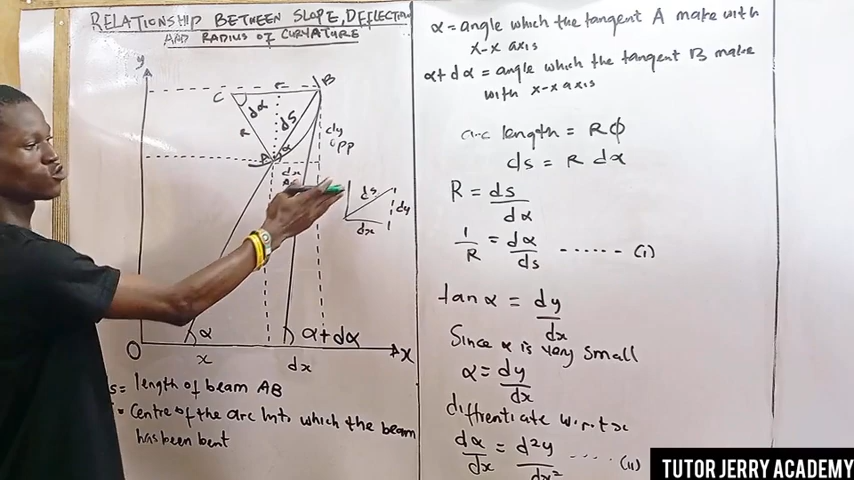 RELATIONSHIP BETWEEN SLOPE, DEFLECTION
AND RADIUS OF CURVATURE
y
C
r
B
dα
R
ds
α
dy
opp
dx
ds
dy
dx
α
α+dα
O
x
dx
X
s = length of beam AB
= Centre of the arc into which the beam
has been bent
α = angle which the tangent A make with
x-x axis
α+dα = angle which the tangent B make
with x-x axis
arc length = Rϕ
ds = R dα
R = ds/dα
1/R = dα/ds ...... (i)
tanα = dy/dx
Since α is very small
α = dy/dx
diffrentiate w.r.t x
dα/dx = d²y/dx² .... (ii)
TUTOR JERRY ACADEMY